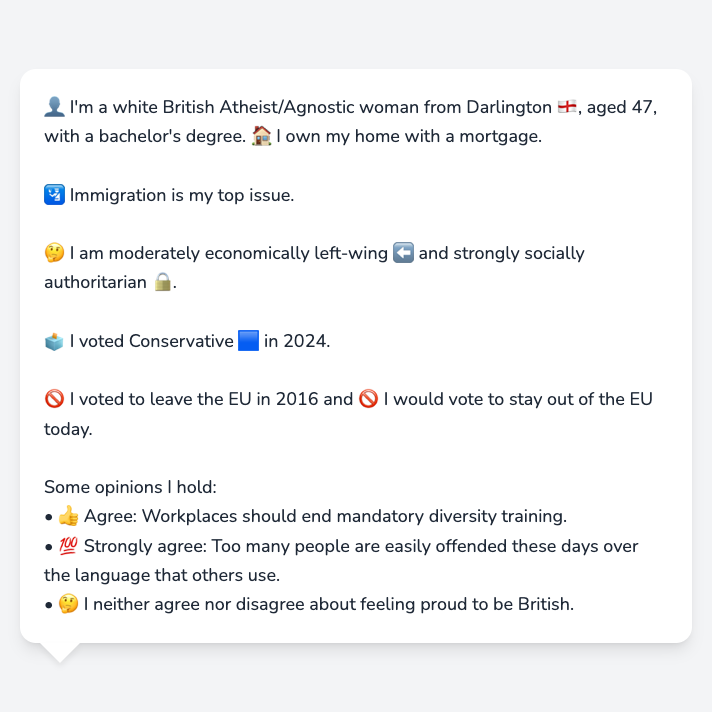 👤 I'm a white British Atheist/Agnostic woman from Darlington 🏴󠁧󠁢󠁥󠁮󠁧󠁿, aged 47,
with a bachelor's degree. 🏠 I own my home with a mortgage.
🛂 Immigration is my top issue.
🤔 I am moderately economically left-wing ⬅️ and strongly socially
authoritarian 🔒.
🗳️ I voted Conservative 🟦 in 2024.
🚫 I voted to leave the EU in 2016 and 🚫 I would vote to stay out of the EU
today.
Some opinions I hold:
• 👍 Agree: Workplaces should end mandatory diversity training.
• 💯 Strongly agree: Too many people are easily offended these days over
the language that others use.
• 🤔 I neither agree nor disagree about feeling proud to be British.